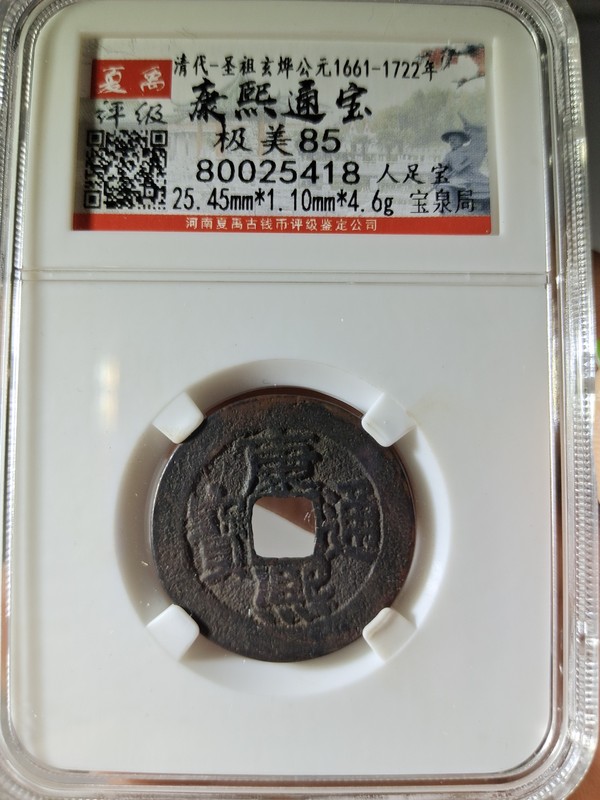 清代-圣祖玄烨公元1661-1722年
夏禹
评级
康熙通宝
极美85
80025418 人足宝
25.45mm*1.10mm*4.6g 宝泉局
河南夏禹古钱币评级鉴定公司
康熙通寶